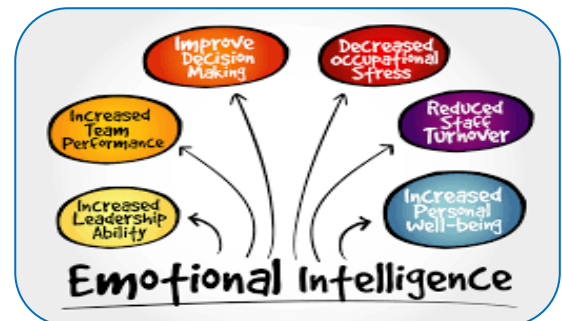 Improve
Decision
Making
Decreased
Occupational
Stress
Increased
Team
Performance
Reduced
Staff
Turnover
Increased
Leadership
Ability
Increased
Personal
Well-being
Emotional Intelligence